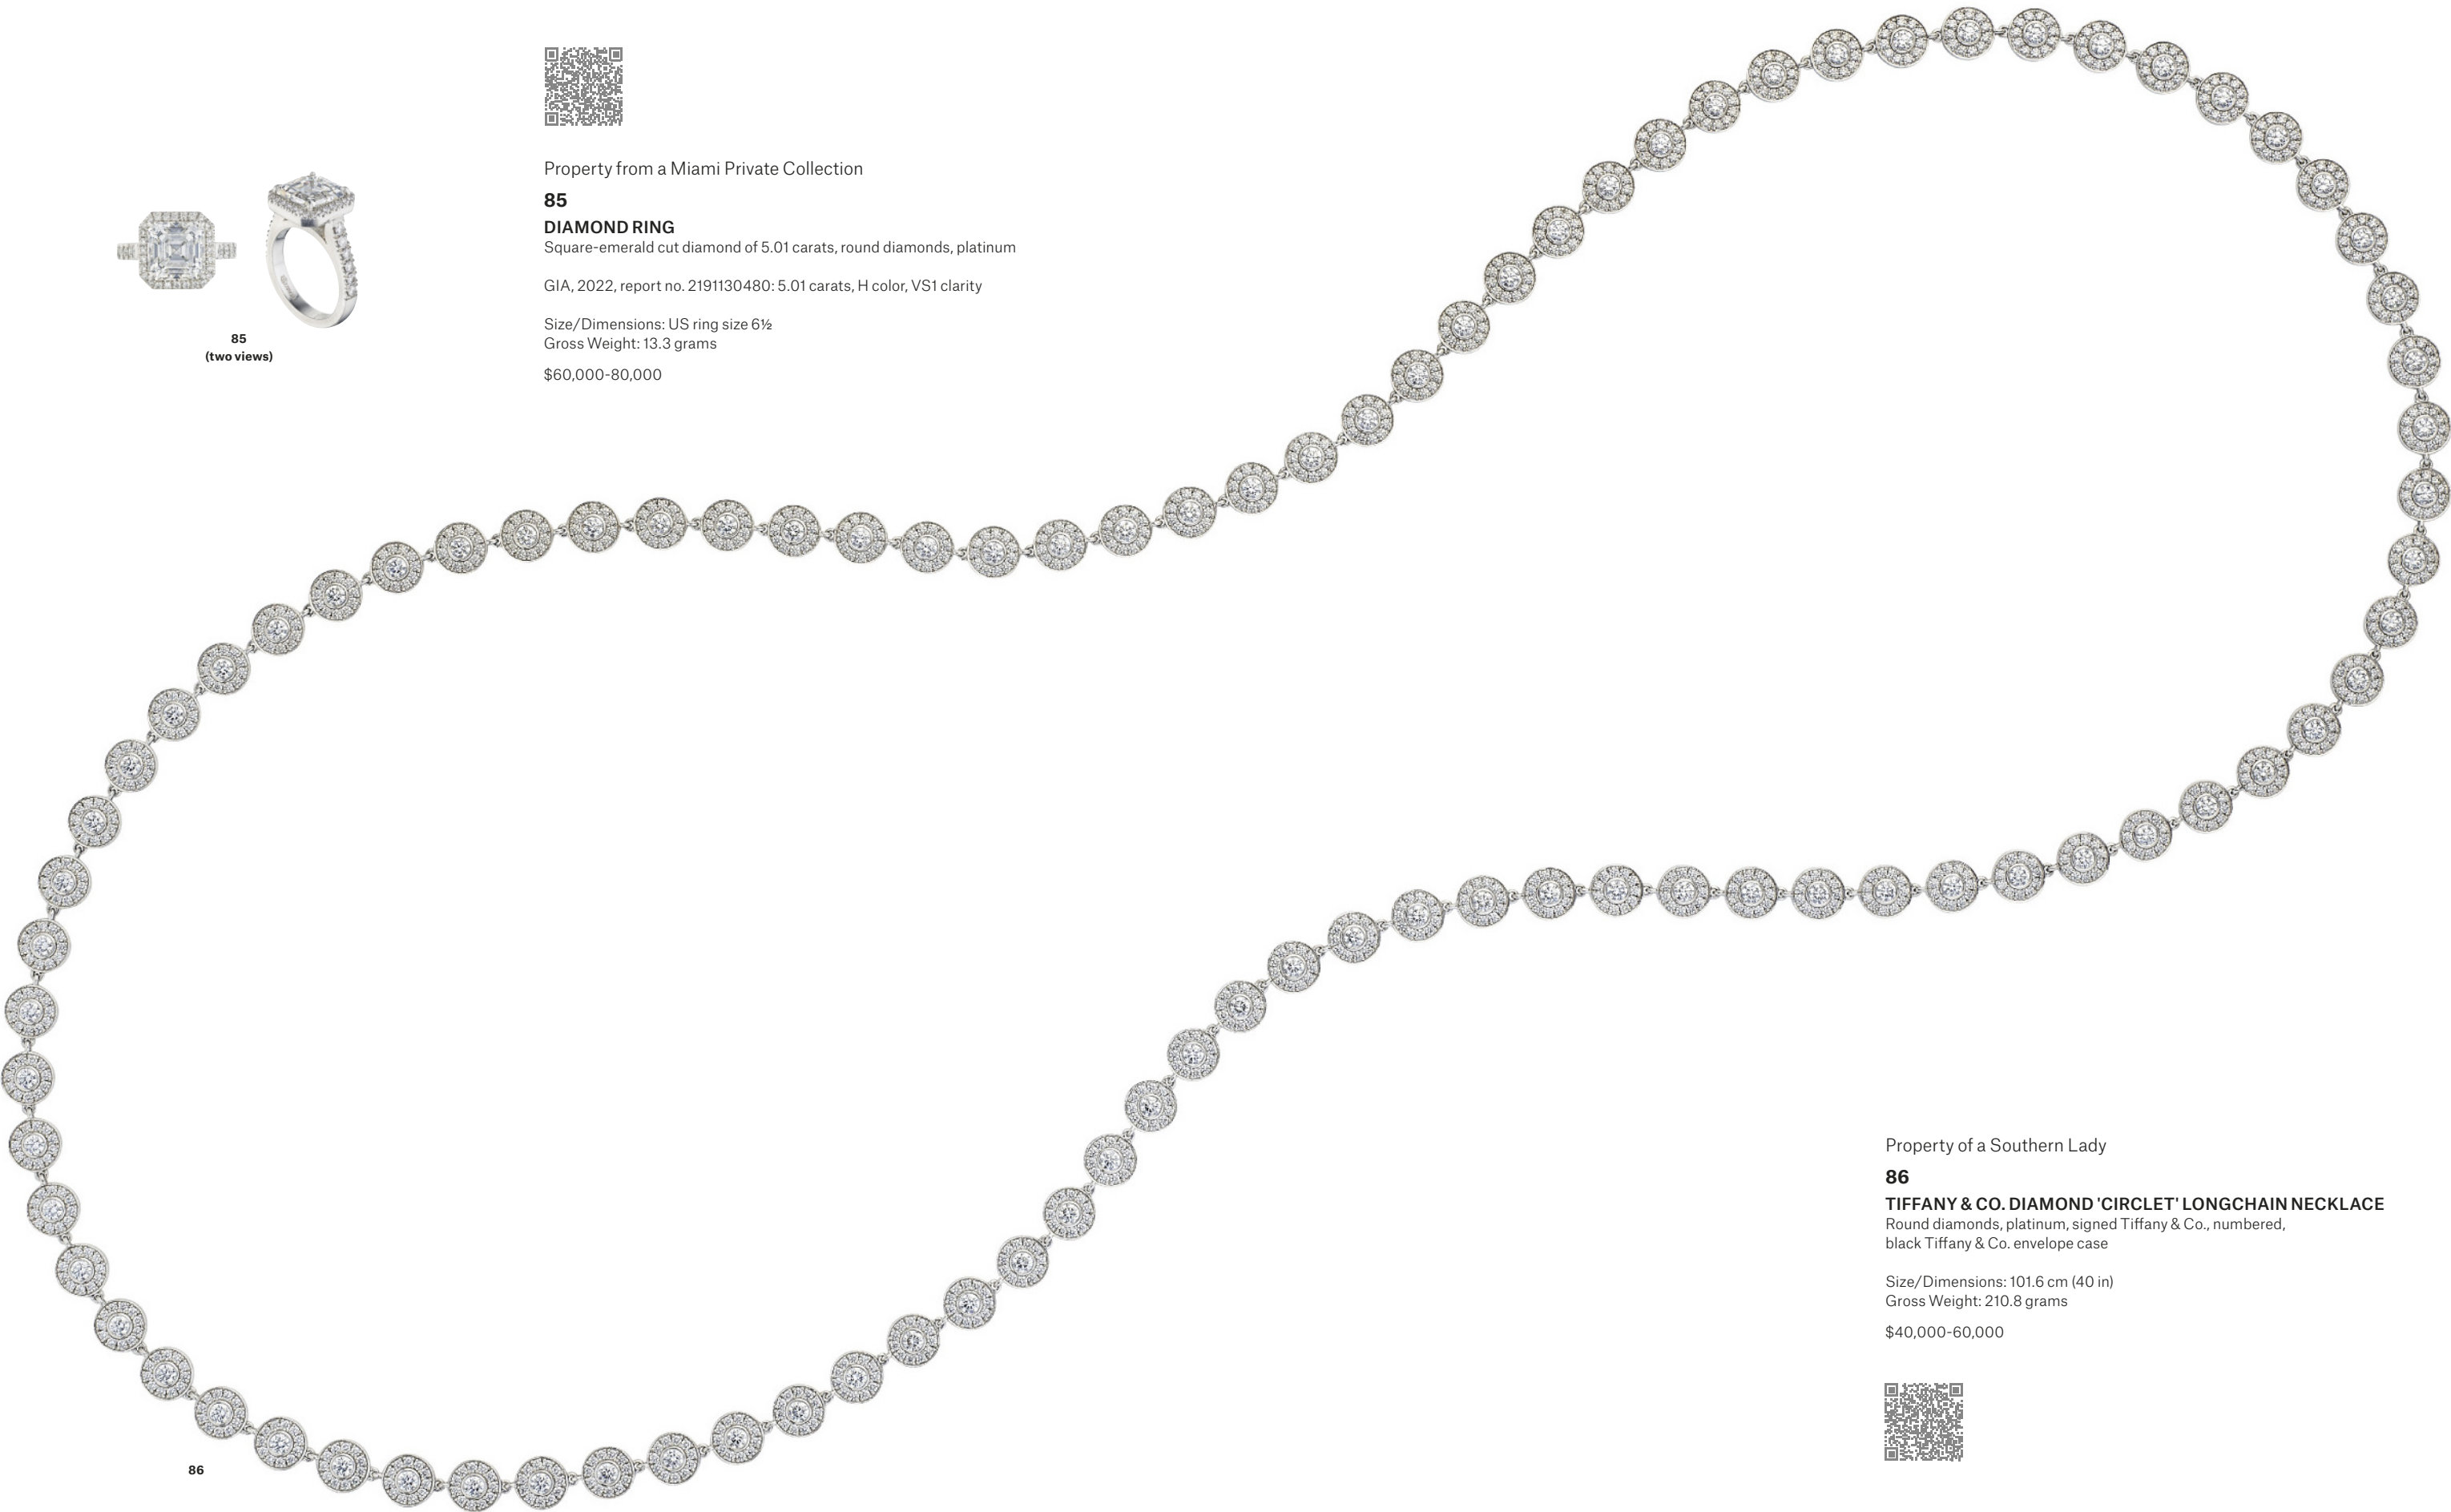 Property from a Miami Private Collection
85
DIAMOND RING
Square-emerald cut diamond of 5.01 carats, round diamonds, platinum
GIA, 2022, report no. 2191130480: 5.01 carats, H color, VS1 clarity
Size/Dimensions: US ring size 6½
Gross Weight: 13.3 grams
$60,000-80,000
85
(two views)
Property of a Southern Lady
86
TIFFANY & CO. DIAMOND 'CIRCLET' LONGCHAIN NECKLACE
Round diamonds, platinum, signed Tiffany & Co., numbered,
black Tiffany & Co. envelope case
Size/Dimensions: 101.6 cm (40 in)
Gross Weight: 210.8 grams
$40,000-60,000
86